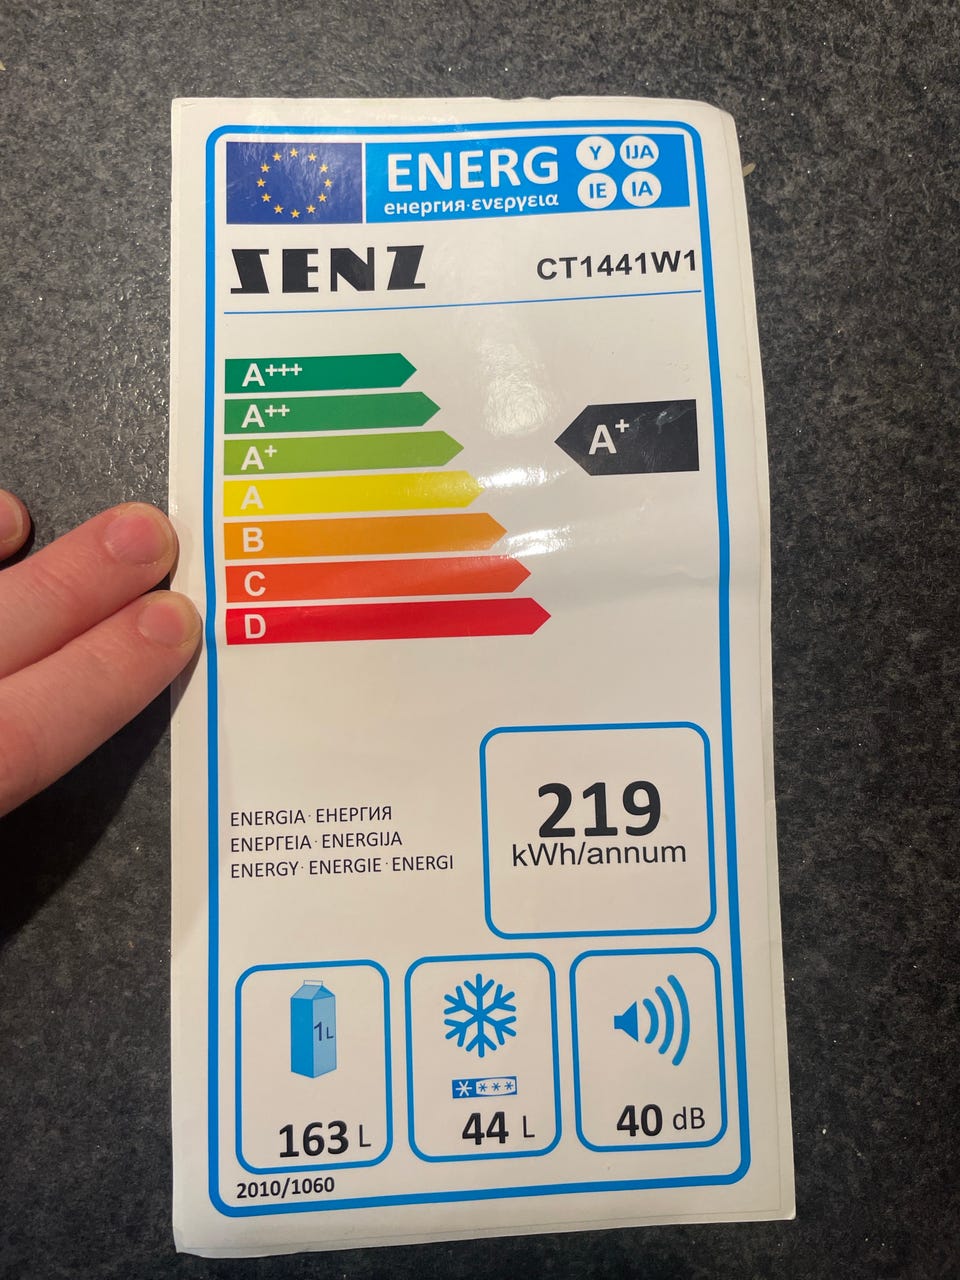 ENERG Y IJA
енергия·ενεργεια IE IA
SENZ CT1441W1
A+++
A++
A+
A+
A
B
C
D
219
kWh/annum
ENERGIA·ЕНЕРГИЯ
ΕΝΕΡΓΕΙΑ·ENERGIJA
ENERGY·ENERGIE·ENERGI
1L
163 L
44 L
40 dB
2010/1060